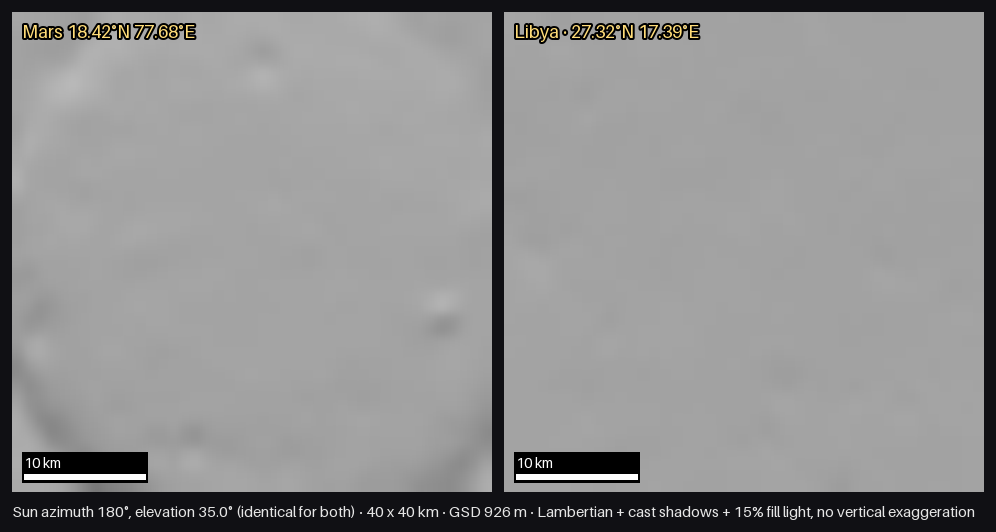 Mars 18.42°N 77.68°E
Libya · 27.32°N 17.39°E
10 km
10 km
Sun azimuth 180°, elevation 35.0° (identical for both) · 40 x 40 km · GSD 926 m · Lambertian + cast shadows + 15% fill light, no vertical exaggeration